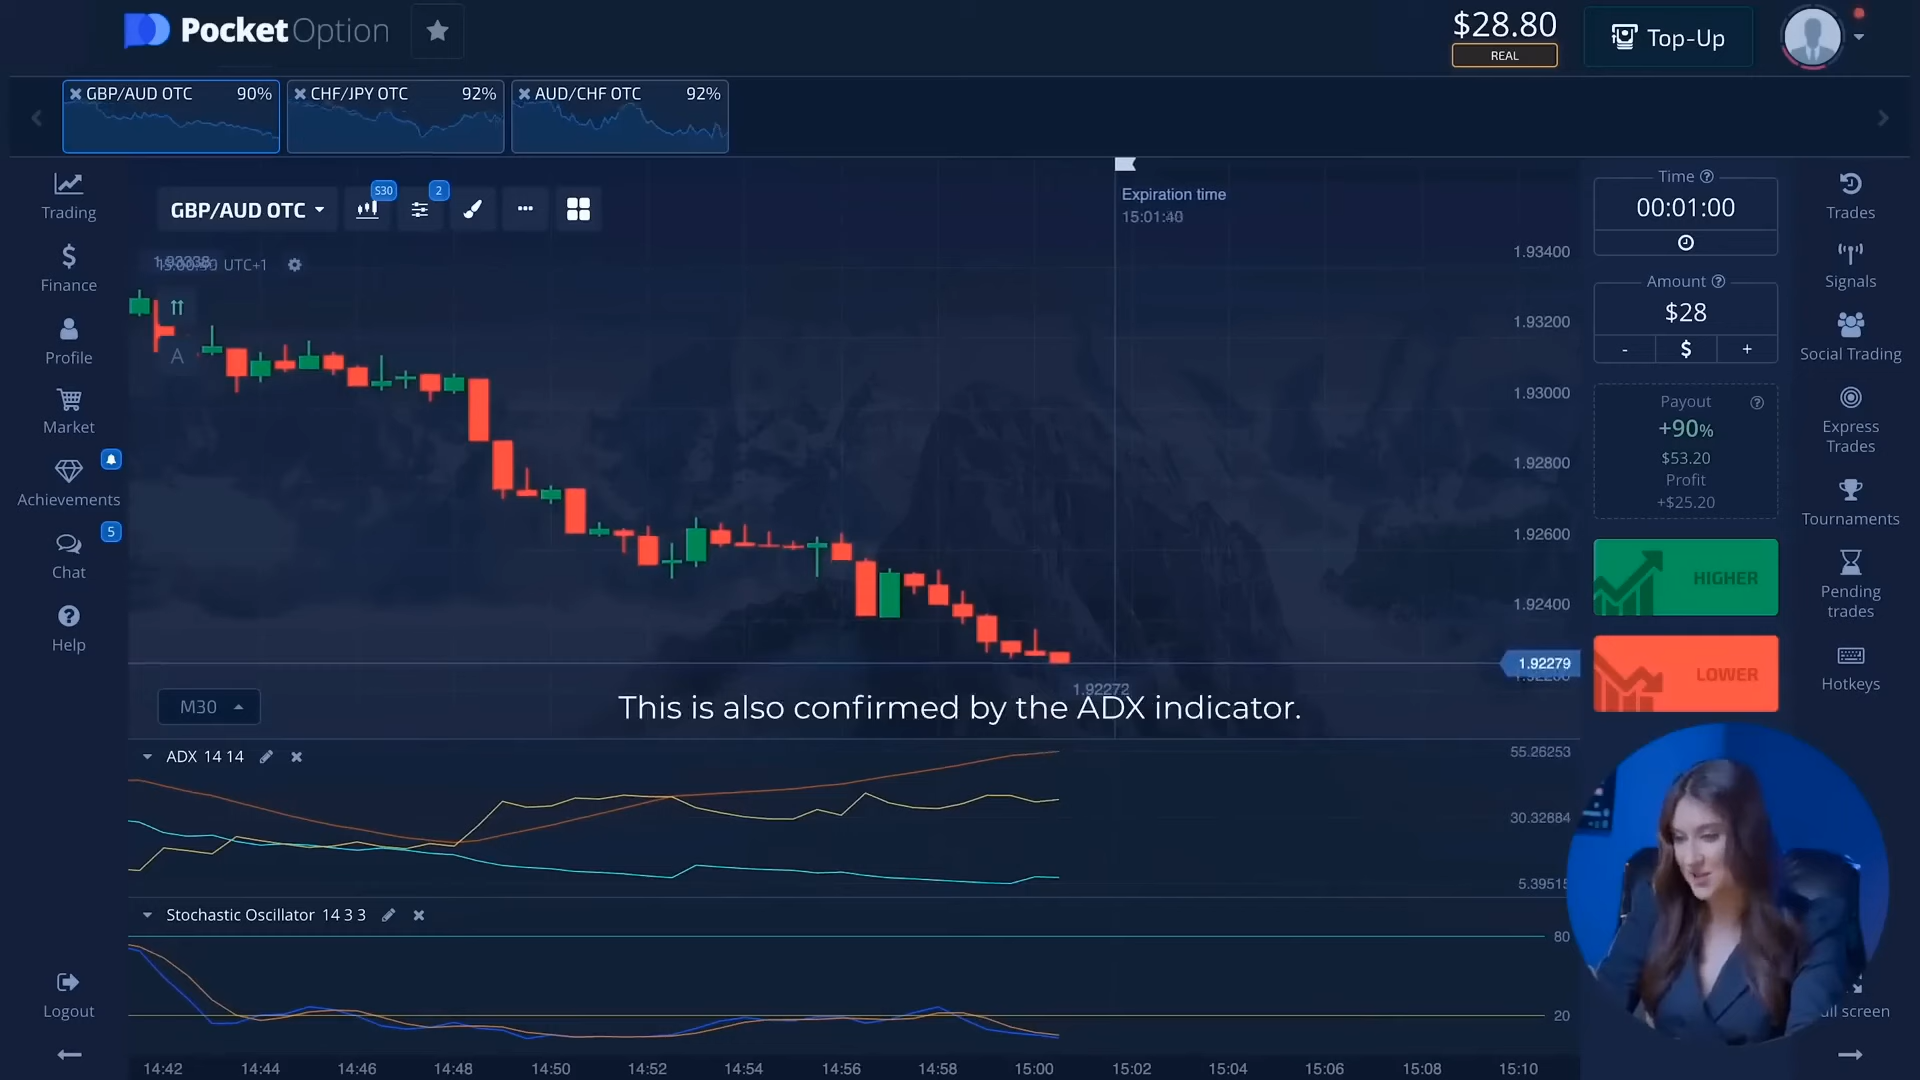 PocketOption
$28.80
REAL
Top-Up
GBP/AUD OTC 90%
CHF/JPY OTC 92%
AUD/CHF OTC 92%
Trading
Finance
Profile
Market
Achievements
5
Chat
Help
Logout
GBP/AUD OTC
S30
2
UTC+1
A
Expiration time
15:01:40
1.93400
1.93200
1.93000
1.92800
1.92600
1.92400
1.92279
1.92272
M30
This is also confirmed by the ADX indicator.
ADX 14 14
55.26253
30.32884
5.39515
Stochastic Oscillator 14 3 3
80
20
14:42
14:44
14:46
14:48
14:50
14:52
14:54
14:56
14:58
15:00
15:02
15:04
15:06
15:08
15:10
Time
00:01:00
Amount
$28
- $ +
Payout
+90%
$53.20
Profit
+$25.20
HIGHER
LOWER
Trades
Signals
Social Trading
Express
Trades
Tournaments
Pending
trades
Hotkeys
screen